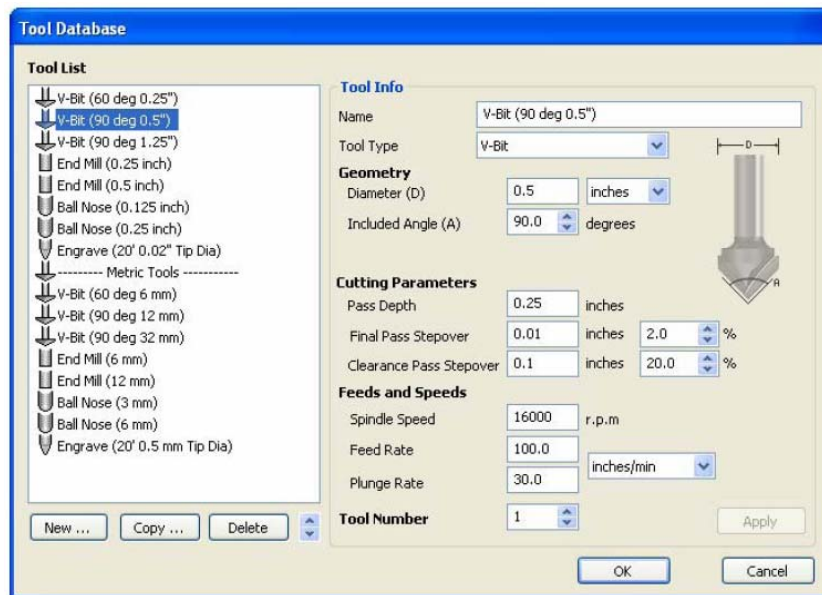 Tool Database
Tool List
V-Bit (60 deg 0.25")
V-Bit (90 deg 0.5")
V-Bit (90 deg 1.25")
End Mill (0.25 inch)
End Mill (0.5 inch)
Ball Nose (0.125 inch)
Ball Nose (0.25 inch)
Engrave (20' 0.02" Tip Dia)
--------- Metric Tools -----------
V-Bit (60 deg 6 mm)
V-Bit (90 deg 12 mm)
V-Bit (90 deg 32 mm)
End Mill (6 mm)
End Mill (12 mm)
Ball Nose (3 mm)
Ball Nose (6 mm)
Engrave (20' 0.5 mm Tip Dia)
New ... Copy ... Delete
Tool Info
Name V-Bit (90 deg 0.5")
Tool Type V-Bit
D
Geometry
Diameter (D) 0.5 inches
Included Angle (A) 90.0 degrees
A
Cutting Parameters
Pass Depth 0.25 inches
Final Pass Stepover 0.01 inches 2.0 %
Clearance Pass Stepover 0.1 inches 20.0 %
Feeds and Speeds
Spindle Speed 16000 r.p.m
Feed Rate 100.0
inches/min
Plunge Rate 30.0
Tool Number 1 Apply
OK Cancel